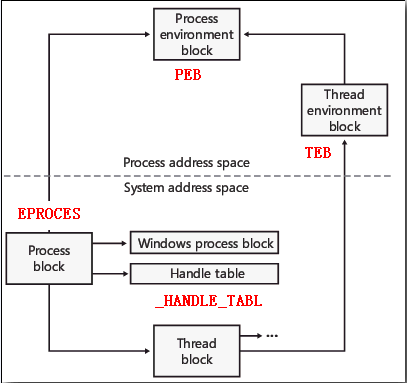 Process
environment
block
PEB
Thread
environment
block
TEB
Process address space
System address space
EPROCES
Process
block
Windows process block
Handle table
_HANDLE_TABL
Thread
block
...